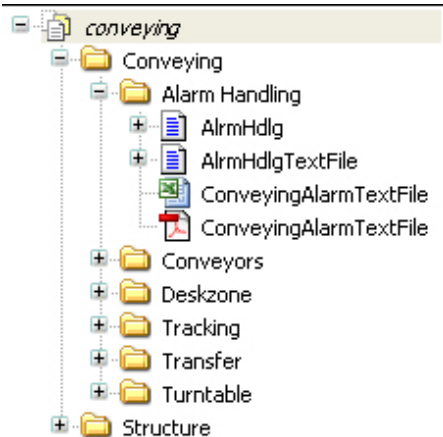 conveying
Conveying
Alarm Handling
AlrmHdlg
AlrmHdlgTextFile
ConveyingAlarmTextFile
ConveyingAlarmTextFile
Conveyors
Deskzone
Tracking
Transfer
Turntable
Structure